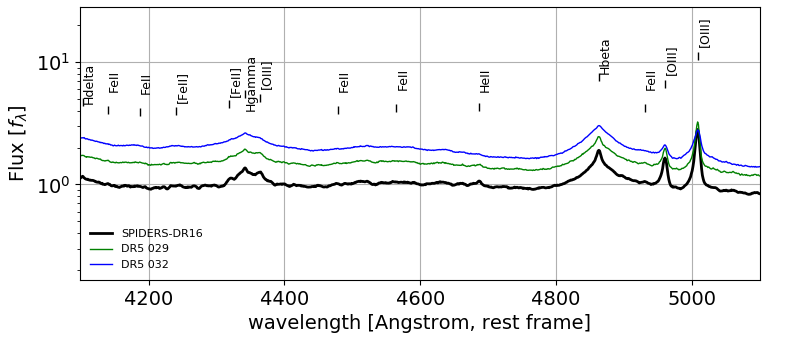 Hdelta
FeII
FeII
[FeII]
[FeII]
Hgamma
[OIII]
FeII
FeII
HeII
Hbeta
FeII
[OIII]
[OIII]
Flux [fλ]
10¹
10⁰
SPIDERS-DR16
DR5 029
DR5 032
4200 4400 4600 4800 5000
wavelength [Angstrom, rest frame]